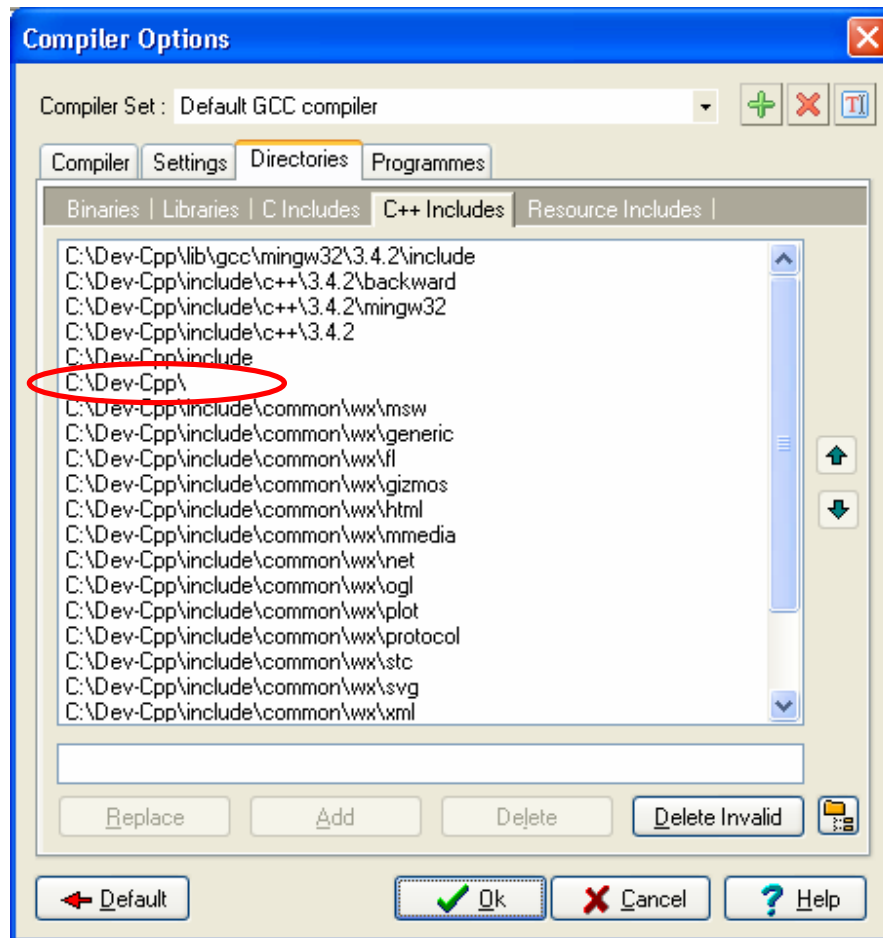 Compiler Options
Compiler Set : Default GCC compiler
Compiler Settings Directories Programmes
Binaries | Libraries | C Includes C++ Includes Resource Includes |
C:\Dev-Cpp\lib\gcc\mingw32\3.4.2\include
C:\Dev-Cpp\include\c++\3.4.2\backward
C:\Dev-Cpp\include\c++\3.4.2\mingw32
C:\Dev-Cpp\include\c++\3.4.2
C:\Dev-Cpp\include
C:\Dev-Cpp\
C:\Dev-Cpp\include\common\wx\msw
C:\Dev-Cpp\include\common\wx\generic
C:\Dev-Cpp\include\common\wx\fl
C:\Dev-Cpp\include\common\wx\gizmos
C:\Dev-Cpp\include\common\wx\html
C:\Dev-Cpp\include\common\wx\mmedia
C:\Dev-Cpp\include\common\wx\net
C:\Dev-Cpp\include\common\wx\ogl
C:\Dev-Cpp\include\common\wx\plot
C:\Dev-Cpp\include\common\wx\protocol
C:\Dev-Cpp\include\common\wx\stc
C:\Dev-Cpp\include\common\wx\svg
C:\Dev-Cpp\include\common\wx\xml
Replace Add Delete Delete Invalid
Default Ok Cancel Help